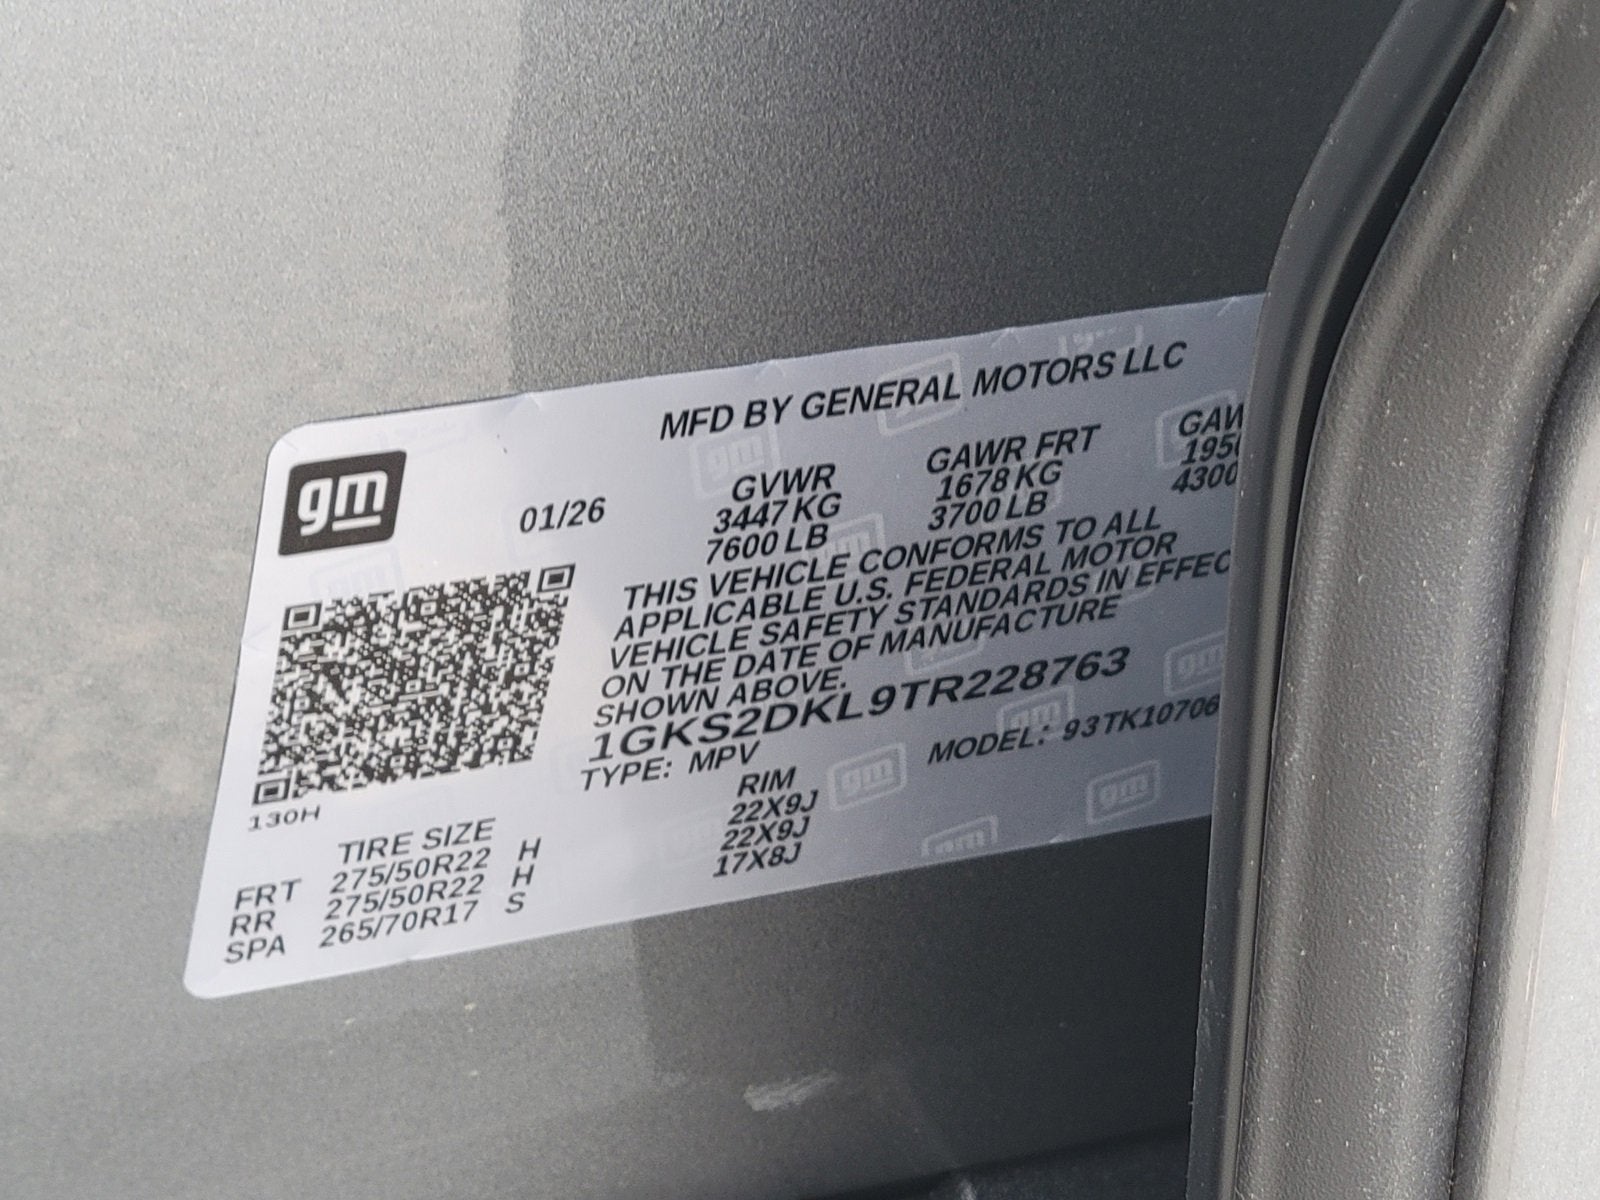 MFD BY GENERAL MOTORS LLC
gm
01/26
GVWR GAWR FRT GAW
3447 KG 1678 KG 195
7600 LB 3700 LB 4300
THIS VEHICLE CONFORMS TO ALL
APPLICABLE U.S. FEDERAL MOTOR
VEHICLE SAFETY STANDARDS IN EFFEC
ON THE DATE OF MANUFACTURE
SHOWN ABOVE.
1GKS2DKL9TR228763
TYPE: MPV MODEL: 93TK10706
130H
TIRE SIZE RIM
FRT 275/50R22 H 22X9J
RR 275/50R22 H 22X9J
SPA 265/70R17 S 17X8J